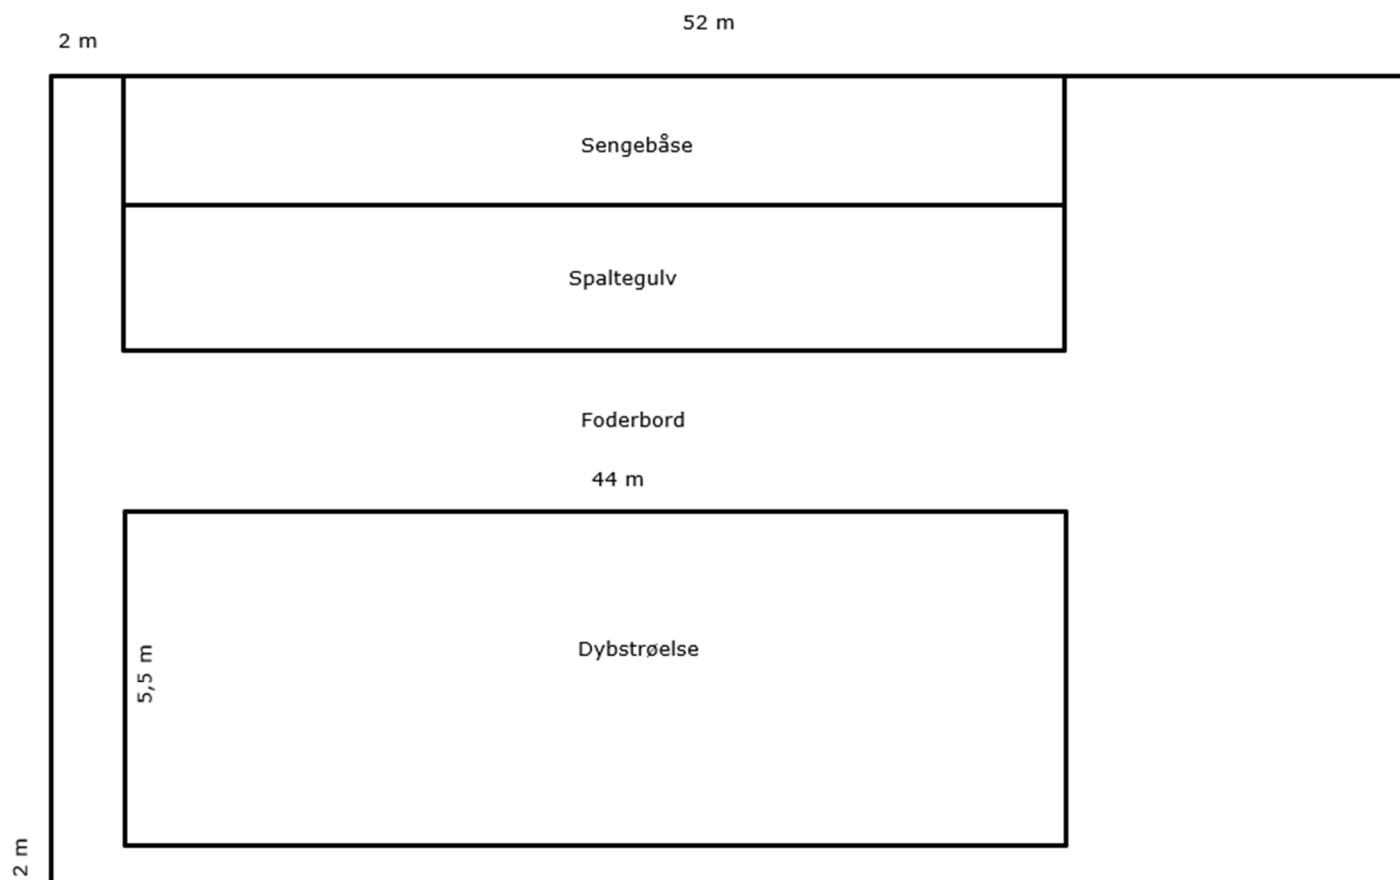 52 m
2 m
Sengebåse
Spaltegulv
Foderbord
44 m
Dybstrøelse
5,5 m
2 m